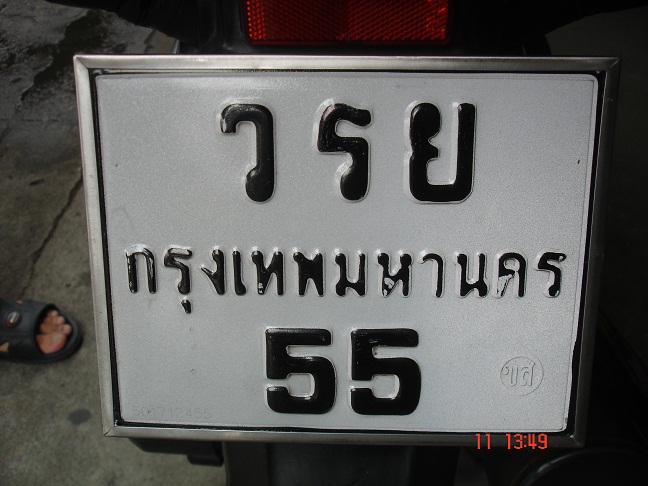 วรย
กรุงเทพมหานคร
55
ขส
11 13:49